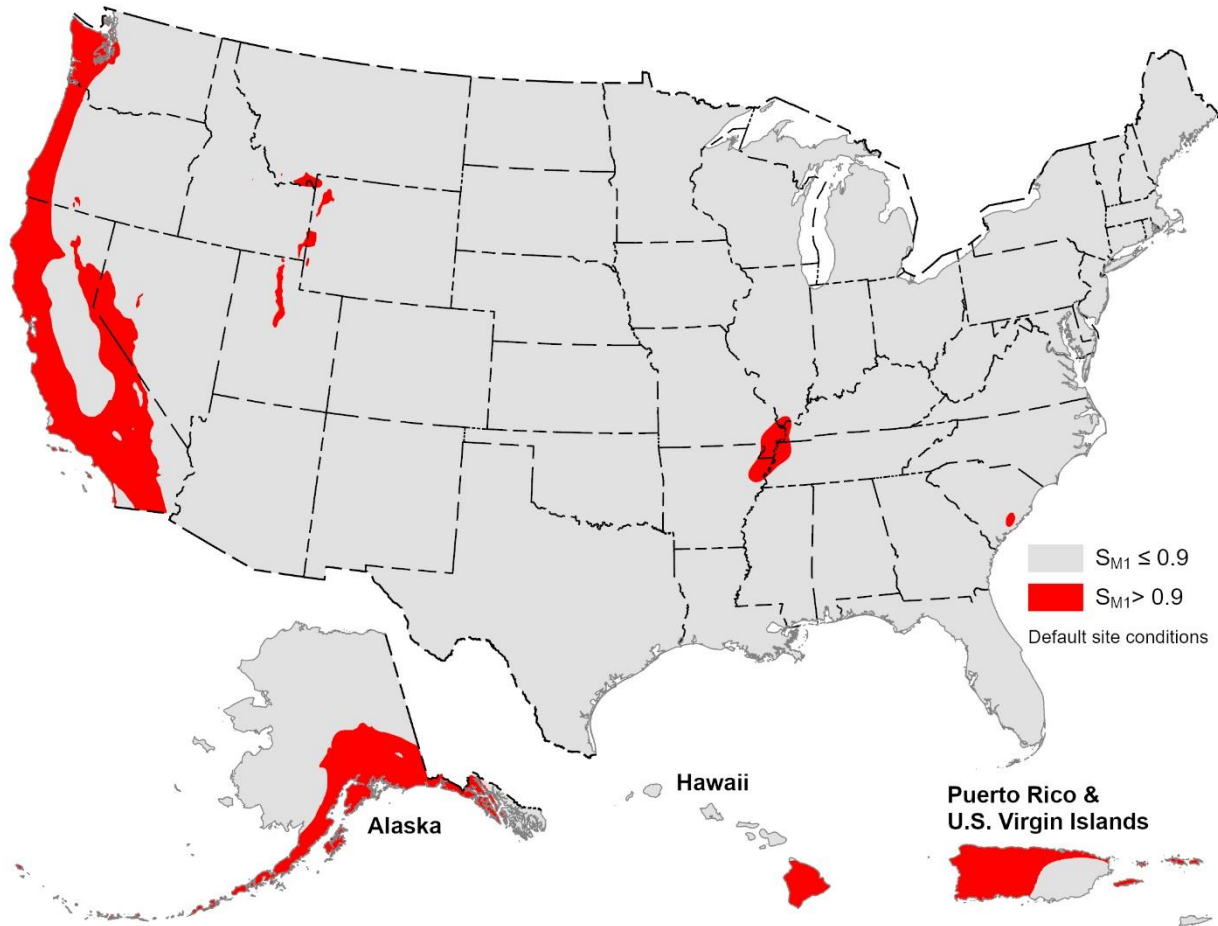 S_M1 ≤ 0.9
S_M1> 0.9
Default site conditions
Hawaii
Alaska
Puerto Rico &
U.S. Virgin Islands